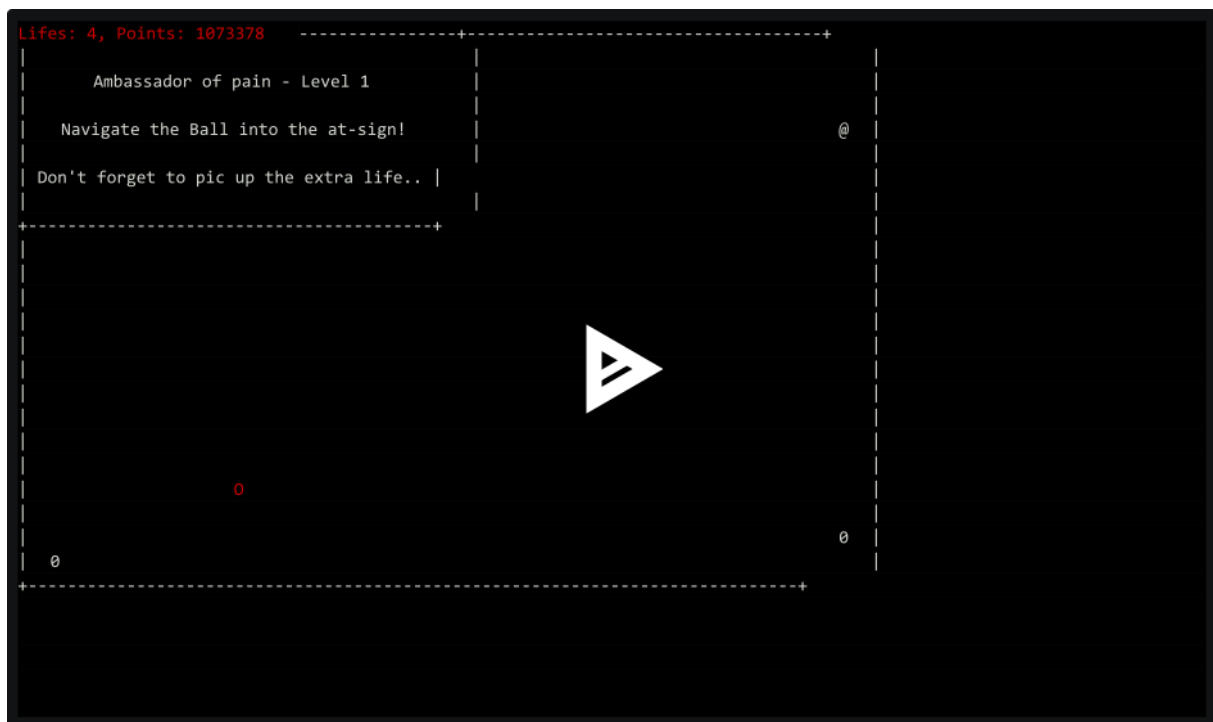 Lifes: 4, Points: 1073378 ----------------+------------------------------------+
Ambassador of pain - Level 1
Navigate the Ball into the at-sign!
@
Don't forget to pic up the extra life.. |
+-----------------------------------------+
O
0
0
+------------------------------------------------------------------------------+